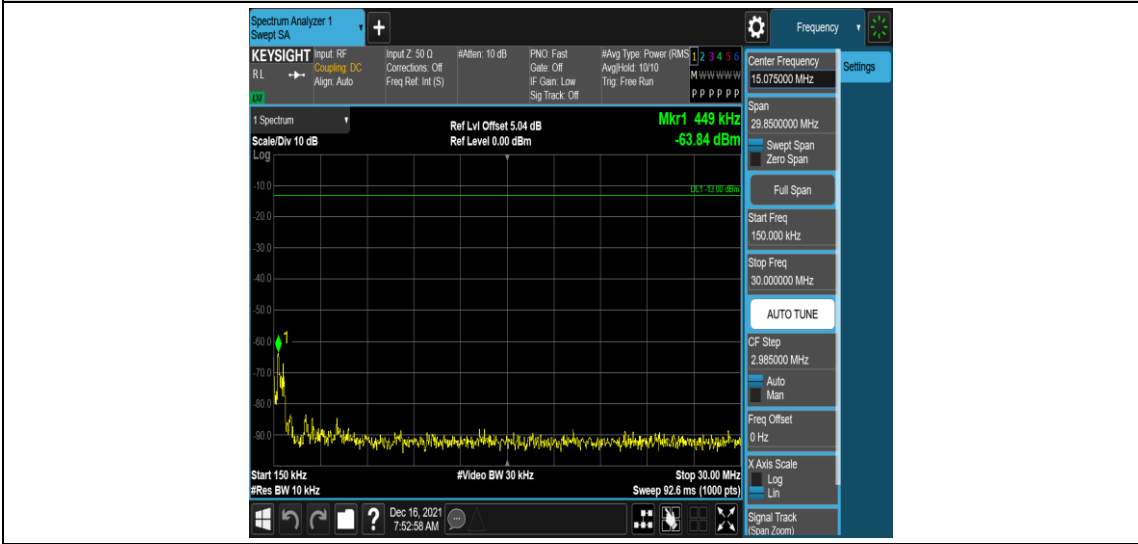 Spectrum Analyzer 1
Swept SA
+
Frequency
KEYSIGHT
RL
LM
Input: RF
Coupling: DC
Align: Auto
Input Z: 50 Ω
Corrections: Off
Freq Ref: Int (S)
#Atten: 10 dB
PNO: Fast
Gate: Off
IF Gain: Low
Sig Track: Off
#Avg Type: Power (RMS
Avg|Hold: 10/10
Trig: Free Run
1 2 3 4 5 6
M W W W W W
P P P P P P
1 Spectrum
Scale/Div 10 dB
Log
Ref Lvl Offset 5.04 dB
Ref Level 0.00 dBm
Mkr1 449 kHz
-63.84 dBm
DL1 -13.00 dBm
-10.0
-20.0
-30.0
-40.0
-50.0
-60.0
-70.0
-80.0
-90.0
1
Start 150 kHz
#Res BW 10 kHz
#Video BW 30 kHz
Stop 30.00 MHz
Sweep 92.6 ms (1000 pts)
?
Dec 16, 2021
7:52:58 AM
Center Frequency
15.075000 MHz
Span
29.8500000 MHz
Swept Span
Zero Span
Full Span
Start Freq
150.000 kHz
Stop Freq
30.000000 MHz
AUTO TUNE
CF Step
2.985000 MHz
Auto
Man
Freq Offset
0 Hz
X Axis Scale
Log
Lin
Signal Track
(Span Zoom)
Settings